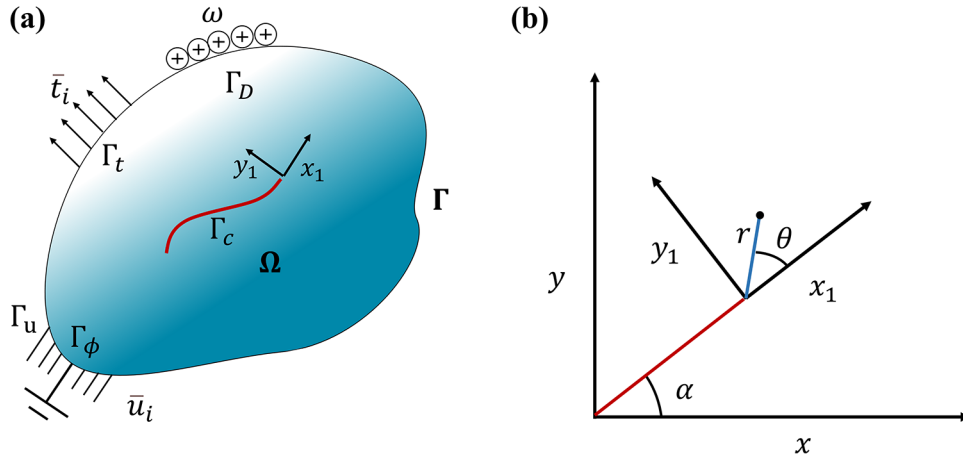 (a)
ω
⊕⊕⊕⊕⊕
t̄ᵢ
Γ_D
Γ_t
y₁
x₁
Γ
Γ_c
Ω
Γ_u
Γ_ϕ
ūᵢ
(b)
y
y₁
r
θ
x₁
α
x